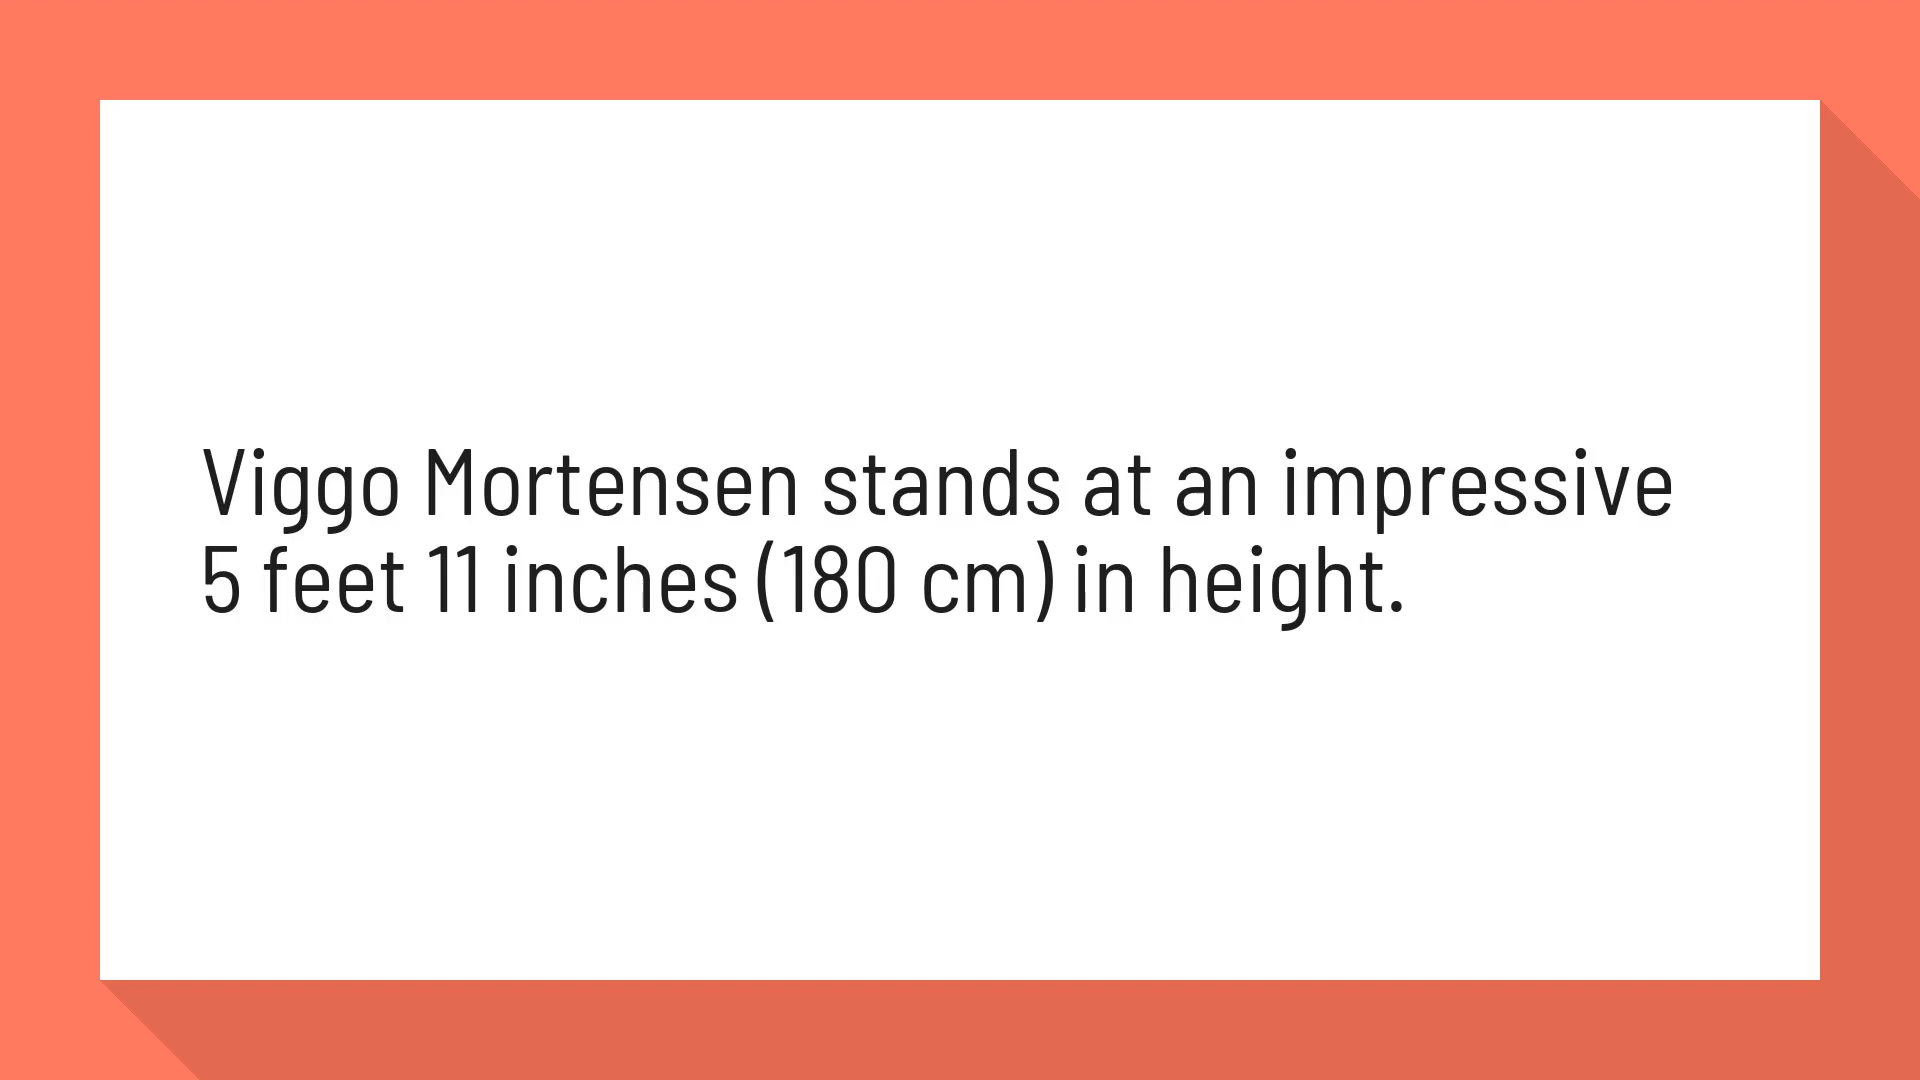 Viggo Mortensen stands at an impressive
5 feet 11 inches (180 cm) in height.